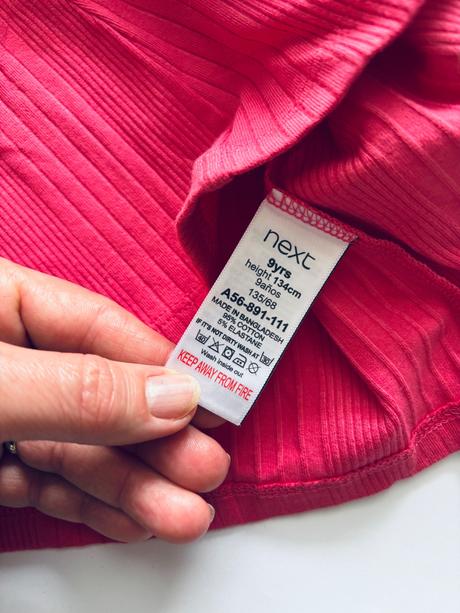 next
9yrs
height 134cm
9años
135/68
A56-891-111
MADE IN BANGLADESH
95% COTTON
5% ELASTANE
IF IT'S NOT DIRTY WASH AT
Wash inside out
KEEP AWAY FROM FIRE